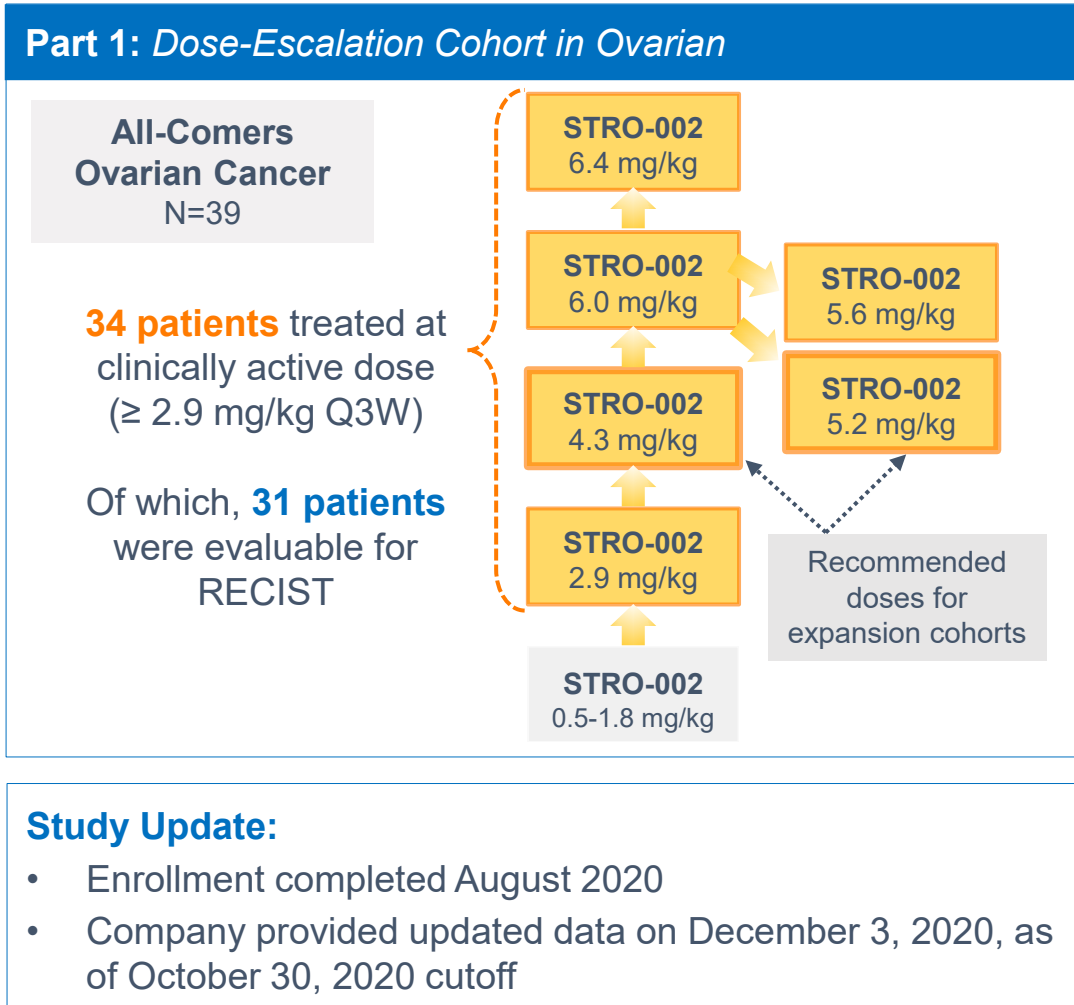 Part 1: Dose-Escalation Cohort in Ovarian
All-Comers
Ovarian Cancer
N=39
34 patients treated at
clinically active dose
(≥ 2.9 mg/kg Q3W)
Of which, 31 patients
were evaluable for
RECIST
STRO-002
6.4 mg/kg
STRO-002
6.0 mg/kg
STRO-002
5.6 mg/kg
STRO-002
5.2 mg/kg
STRO-002
4.3 mg/kg
STRO-002
2.9 mg/kg
STRO-002
0.5-1.8 mg/kg
Recommended
doses for
expansion cohorts
Study Update:
• Enrollment completed August 2020
• Company provided updated data on December 3, 2020, as
of October 30, 2020 cutoff